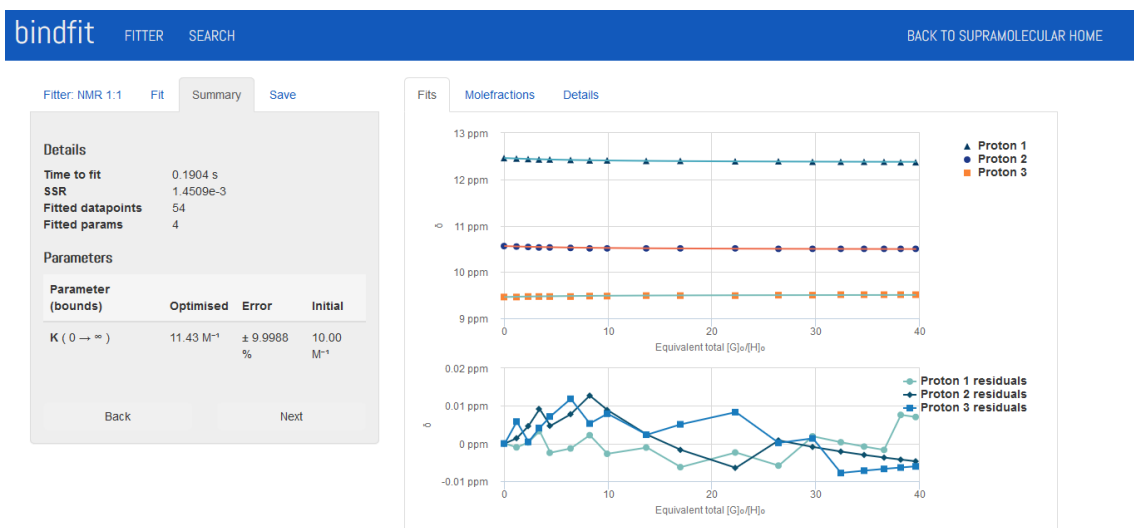 bindfit FITTER SEARCH BACK TO SUPRAMOLECULAR HOME
Fitter: NMR 1:1 Fit Summary Save
Details
Time to fit 0.1904 s
SSR 1.4509e-3
Fitted datapoints 54
Fitted params 4
Parameters
Parameter (bounds) Optimised Error Initial
K ( 0 → ∞ ) 11.43 M⁻¹ ± 9.9988 % 10.00 M⁻¹
Back Next
Fits Molefractions Details
13 ppm
12 ppm
11 ppm
10 ppm
9 ppm
δ
0 10 20 30 40
Equivalent total [G]₀/[H]₀
Proton 1
Proton 2
Proton 3
0.02 ppm
0.01 ppm
0 ppm
-0.01 ppm
δ
0 10 20 30 40
Equivalent total [G]₀/[H]₀
Proton 1 residuals
Proton 2 residuals
Proton 3 residuals